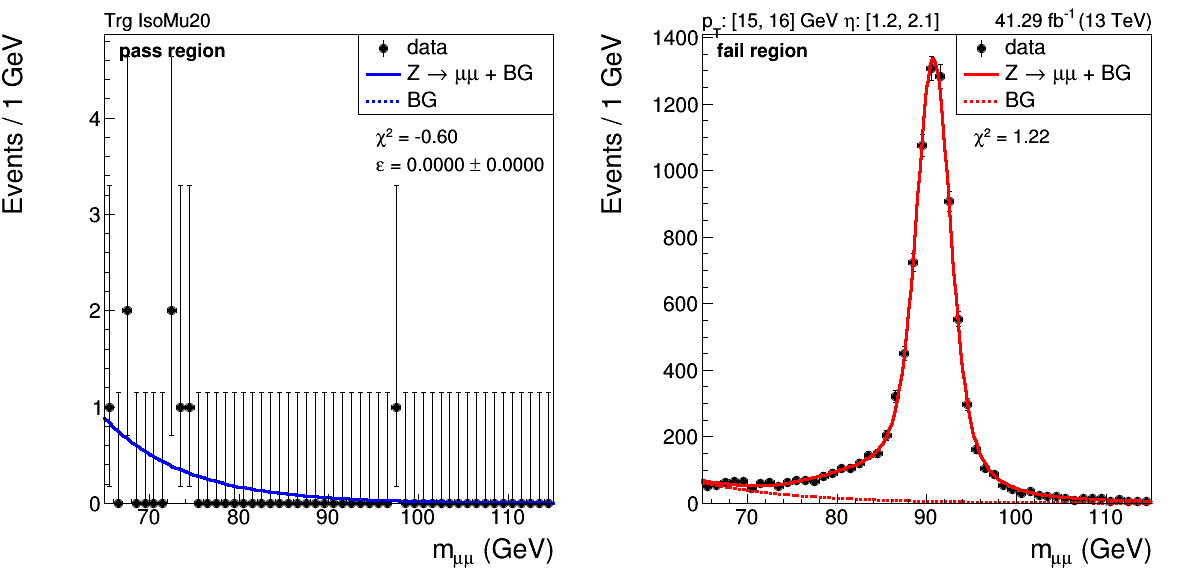 Trg IsoMu20
pass region
data
Z → μμ + BG
BG
χ² = -0.60
ε = 0.0000 ± 0.0000
Events / 1 GeV
4
3
2
1
0
70 80 90 100 110
mμμ (GeV)
pT: [15, 16] GeV η: [1.2, 2.1] 41.29 fb⁻¹ (13 TeV)
fail region
data
Z → μμ + BG
BG
χ² = 1.22
Events / 1 GeV
1400
1200
1000
800
600
400
200
0
70 80 90 100 110
mμμ (GeV)